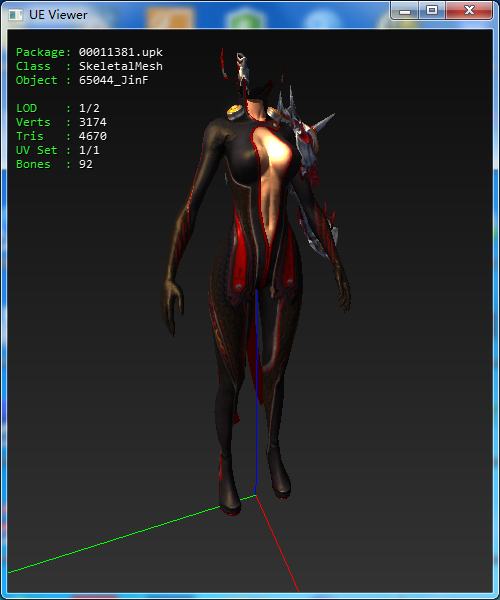 UE Viewer
Package: 00011381.upk
Class : SkeletalMesh
Object : 65044_JinF
LOD : 1/2
Verts : 3174
Tris : 4670
UV Set : 1/1
Bones : 92